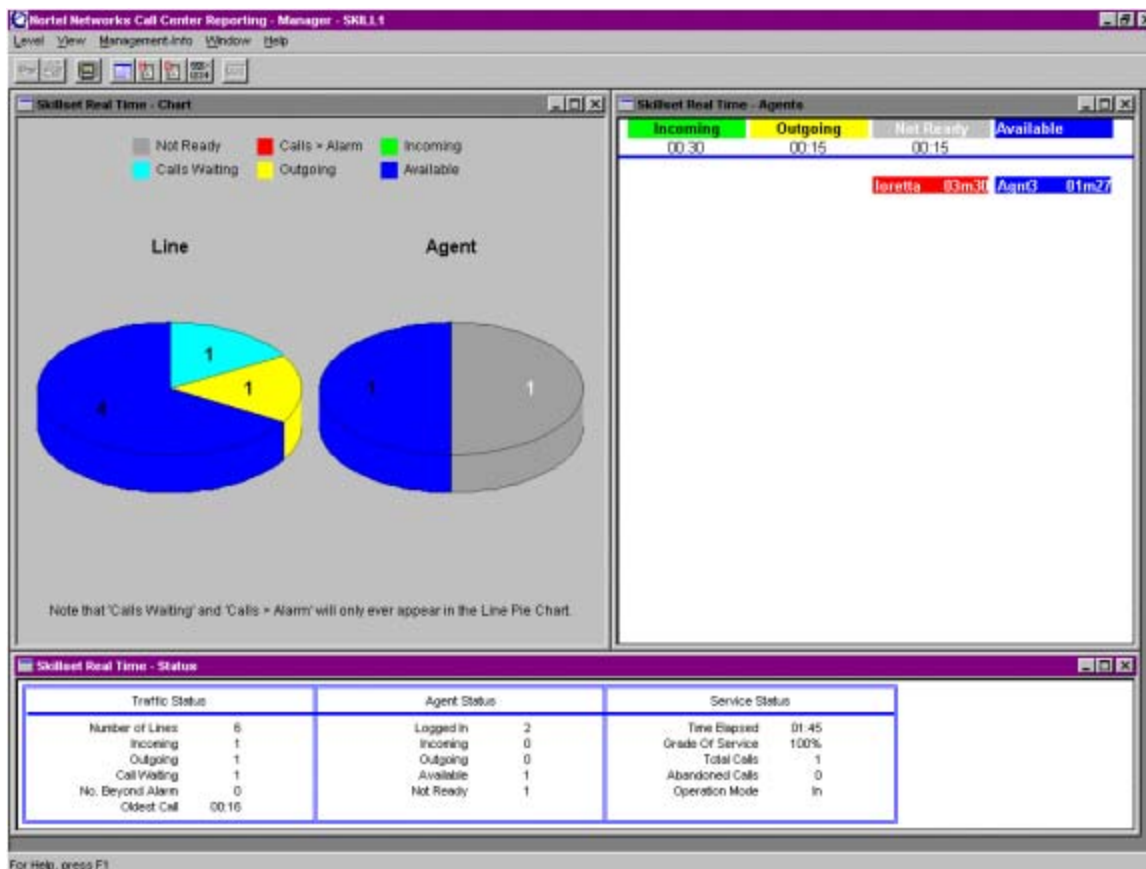 Nortel Networks Call Center Reporting - Manager - SKILL1
Level View Management-Info Window Help
Skillset Real Time - Chart
Not Ready Calls > Alarm Incoming
Calls Waiting Outgoing Available
Line Agent
1
1
4
1
1
Note that 'Calls Waiting' and 'Calls > Alarm' will only ever appear in the Line Pie Chart.
Skillset Real Time - Agents
Incoming Outgoing Not Ready Available
00:30 00:15 00:15
loretta 03m30 Agnt3 01m27
Skillset Real Time - Status
Traffic Status
Number of Lines 6
Incoming 1
Outgoing 1
Call Waiting 1
No. Beyond Alarm 0
Oldest Call 00:16
Agent Status
Logged In 2
Incoming 0
Outgoing 0
Available 1
Not Ready 1
Service Status
Time Elapsed 01:45
Grade Of Service 100%
Total Calls 1
Abandoned Calls 0
Operation Mode In
For Help, press F1